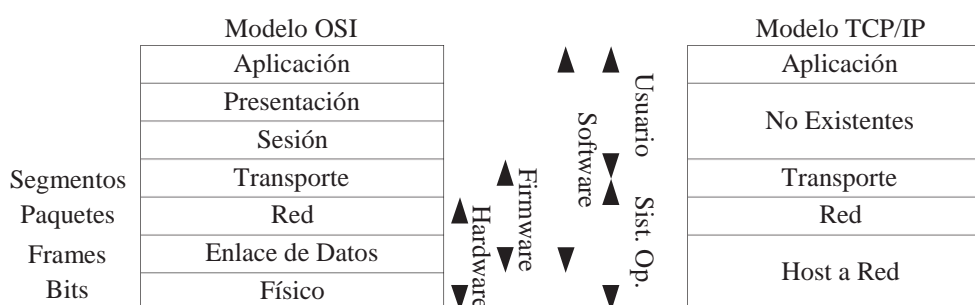 Modelo OSI
Modelo TCP/IP
Aplicación
Presentación
Sesión
Segmentos
Transporte
Paquetes
Red
Frames
Enlace de Datos
Bits
Físico
Hardware
Firmware
Software
Usuario
Sist. Op.
Aplicación
No Existentes
Transporte
Red
Host a Red